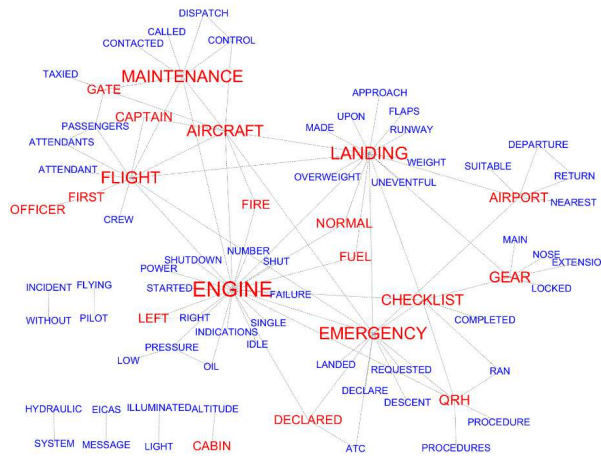 DISPATCH
CALLED
CONTACTED
CONTROL
TAXIED
MAINTENANCE
GATE
APPROACH
CAPTAIN
UPON
FLAPS
PASSENGERS
AIRCRAFT
MADE
RUNWAY
ATTENDANTS
LANDING
DEPARTURE
WEIGHT
SUITABLE
ATTENDANT
FLIGHT
OVERWEIGHT
UNEVENTFUL
RETURN
FIRST
AIRPORT
NEAREST
OFFICER
FIRE
CREW
NORMAL
MAIN
NUMBER
FUEL
NOSE
SHUTDOWN
SHUT
EXTENSIO
POWER
GEAR
INCIDENT
FLYING
STARTED
ENGINE
FAILURE
CHECKLIST
LOCKED
WITHOUT
PILOT
LEFT
RIGHT
SINGLE
COMPLETED
INDICATIONS
EMERGENCY
IDLE
PRESSURE
LOW
OIL
LANDED
REQUESTED
RAN
DECLARE
DESCENT
QRH
HYDRAULIC
EICAS
ILLUMINATED
ALTITUDE
DECLARED
PROCEDURE
SYSTEM
MESSAGE
LIGHT
CABIN
ATC
PROCEDURES